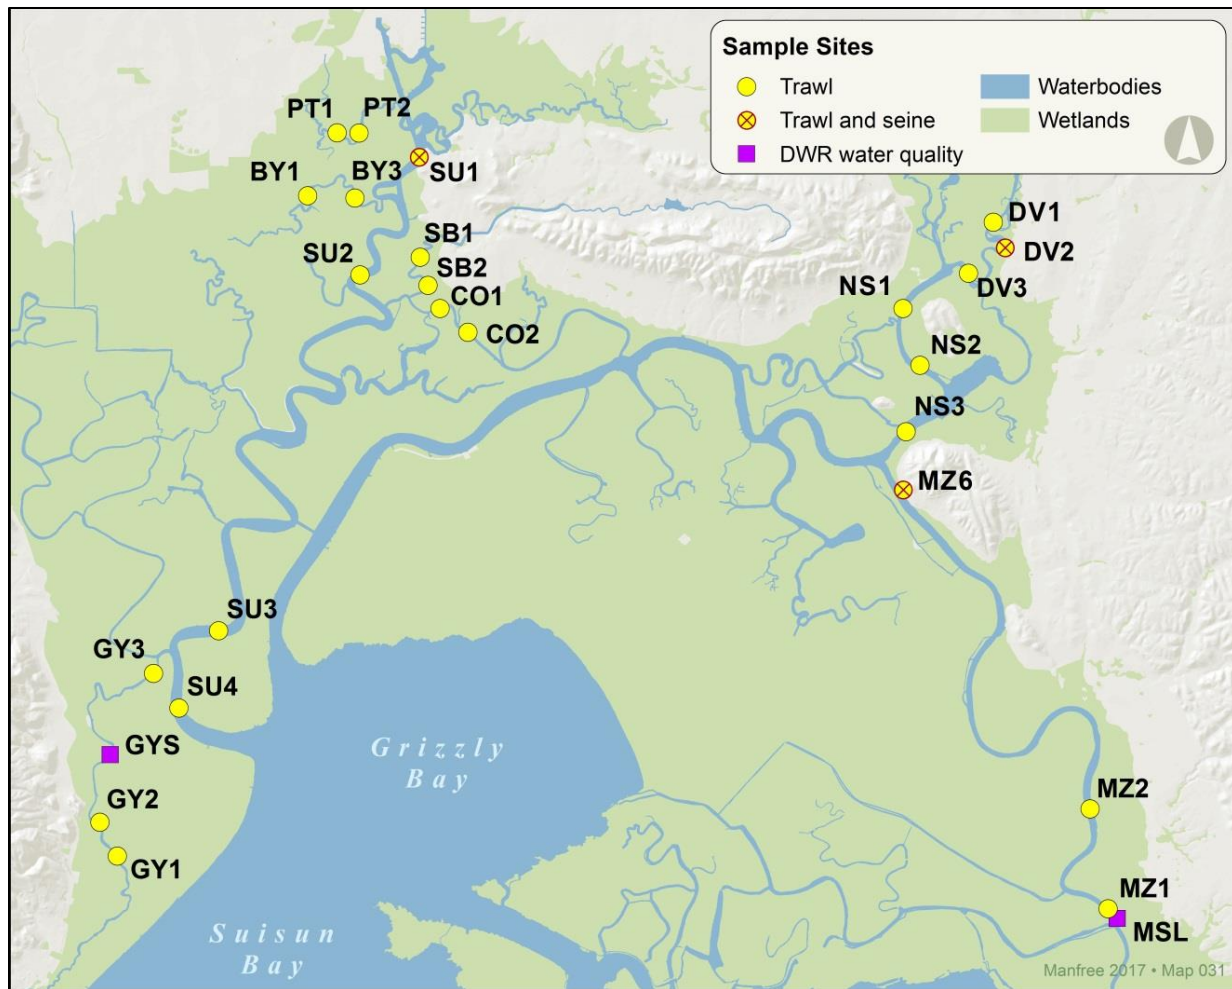 Sample Sites
Trawl
Trawl and seine
DWR water quality
Waterbodies
Wetlands
PT1
PT2
BY1
BY3
SU1
SB1
SU2
SB2
CO1
CO2
DV1
DV2
DV3
NS1
NS2
NS3
MZ6
SU3
GY3
SU4
GYS
GY2
GY1
MZ2
MZ1
MSL
Grizzly
Bay
Suisun
Bay
Manfree 2017 • Map 031